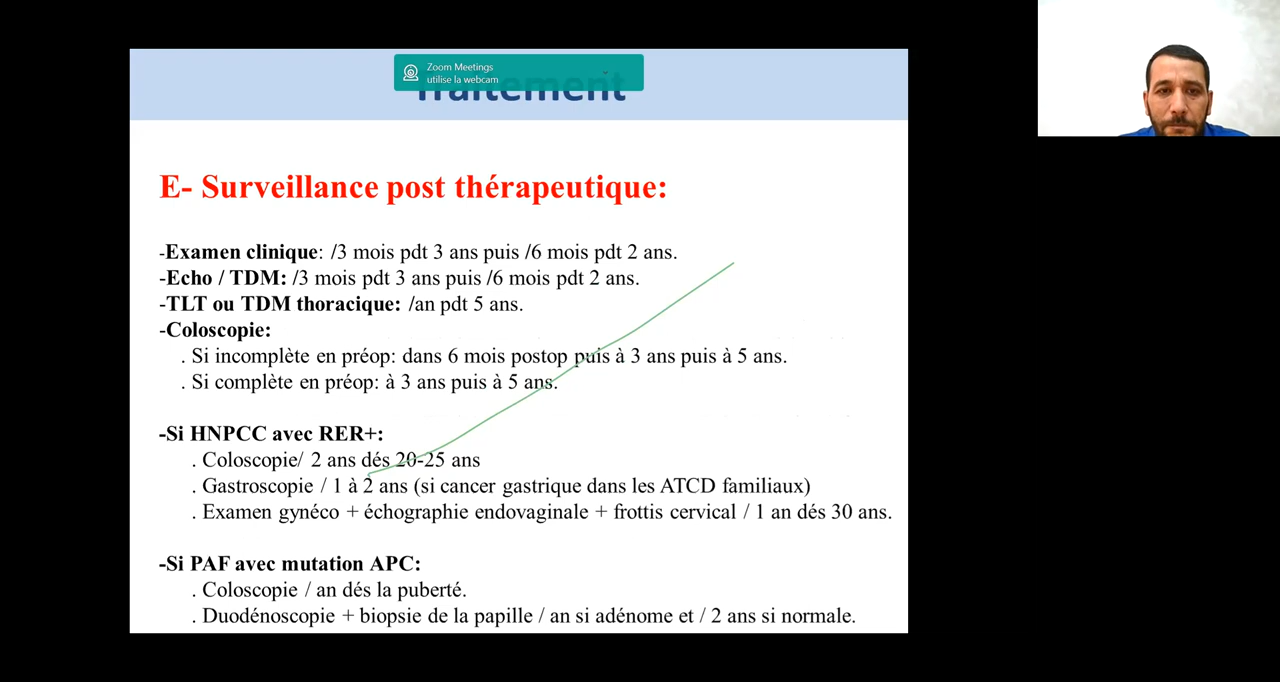 Zoom Meetings
utilise la webcam
Traitement
E- Surveillance post thérapeutique:
-Examen clinique: /3 mois pdt 3 ans puis /6 mois pdt 2 ans.
-Echo / TDM: /3 mois pdt 3 ans puis /6 mois pdt 2 ans.
-TLT ou TDM thoracique: /an pdt 5 ans.
-Coloscopie:
. Si incomplète en préop: dans 6 mois postop puis à 3 ans puis à 5 ans.
. Si complète en préop: à 3 ans puis à 5 ans.
-Si HNPCC avec RER+:
. Coloscopie/ 2 ans dés 20-25 ans
. Gastroscopie / 1 à 2 ans (si cancer gastrique dans les ATCD familiaux)
. Examen gynéco + échographie endovaginale + frottis cervical / 1 an dés 30 ans.
-Si PAF avec mutation APC:
. Coloscopie / an dés la puberté.
. Duodénoscopie + biopsie de la papille / an si adénome et / 2 ans si normale.